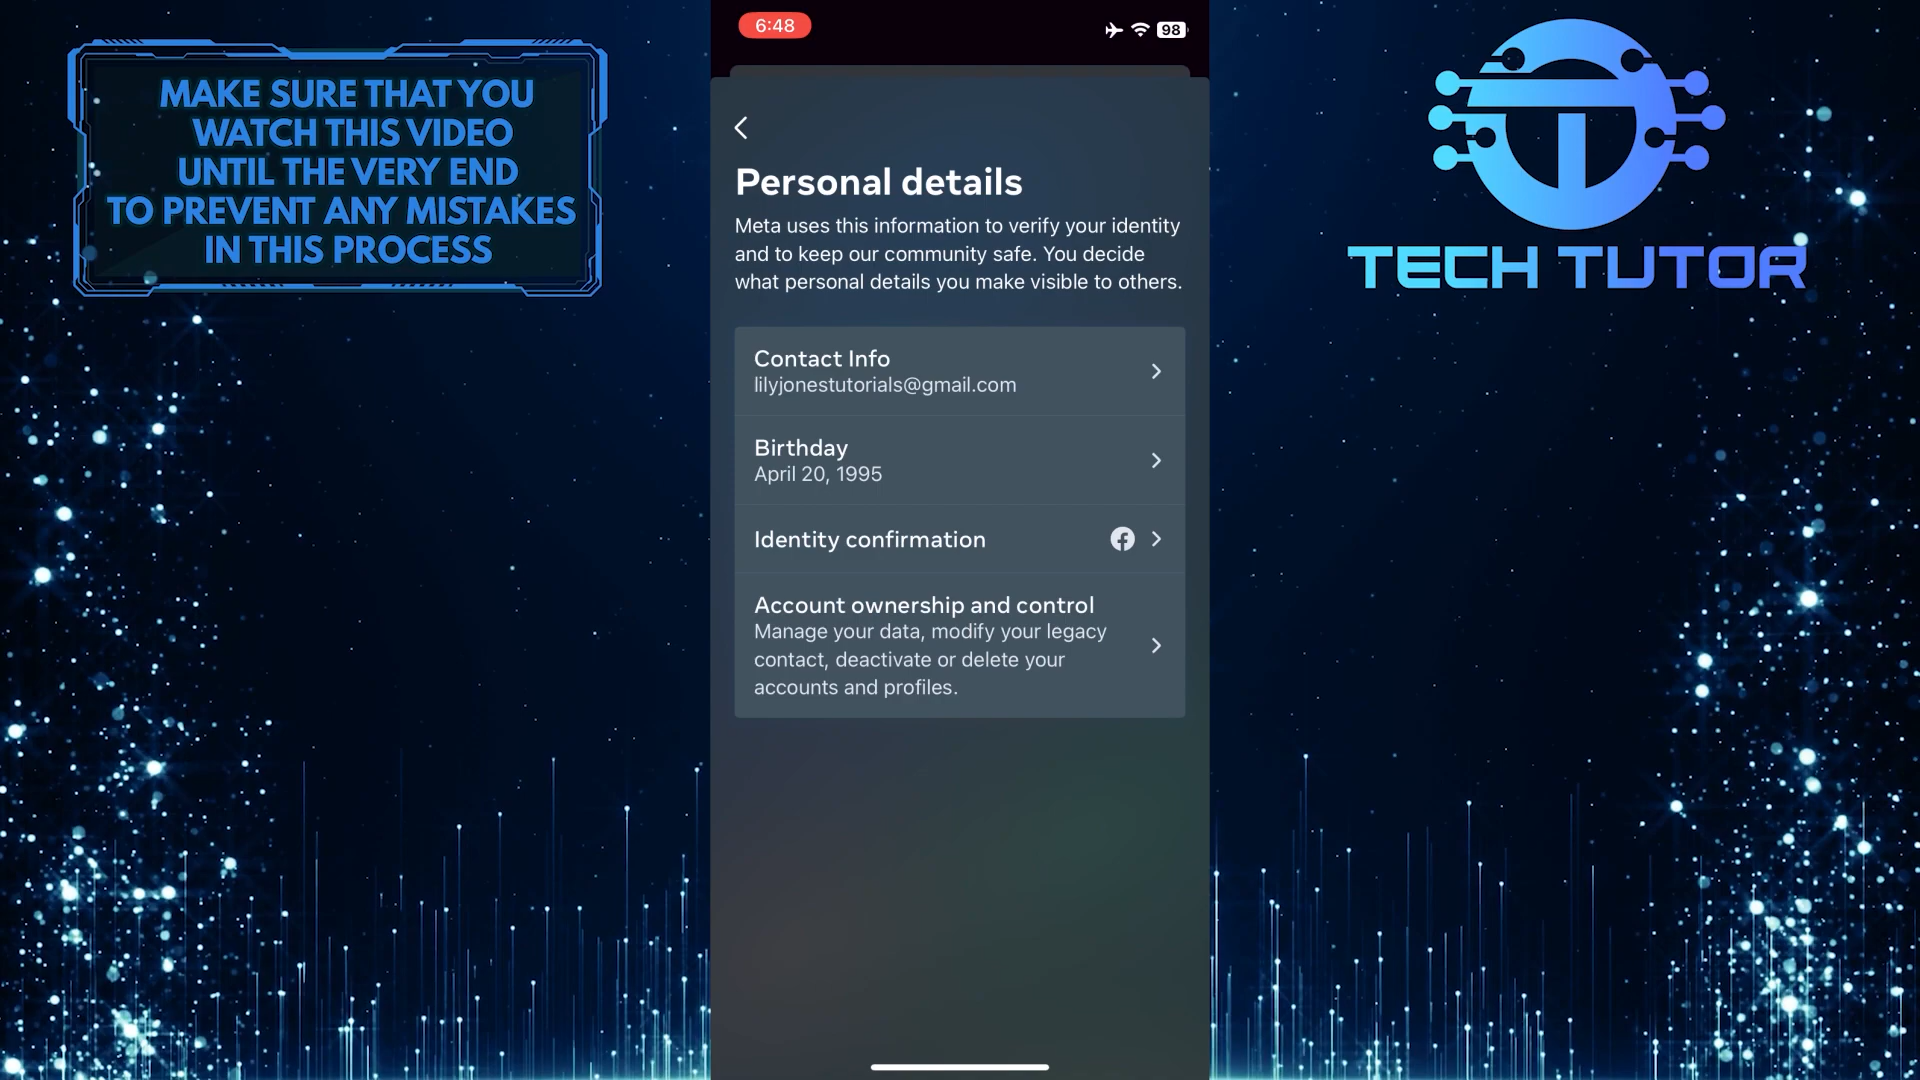 MAKE SURE THAT YOU
WATCH THIS VIDEO
UNTIL THE VERY END
TO PREVENT ANY MISTAKES
IN THIS PROCESS
6:48
98
Personal details
Meta uses this information to verify your identity
and to keep our community safe. You decide
what personal details you make visible to others.
Contact Info
lilyjonestutorials@gmail.com
Birthday
April 20, 1995
Identity confirmation
Account ownership and control
Manage your data, modify your legacy
contact, deactivate or delete your
accounts and profiles.
TECH TUTOR